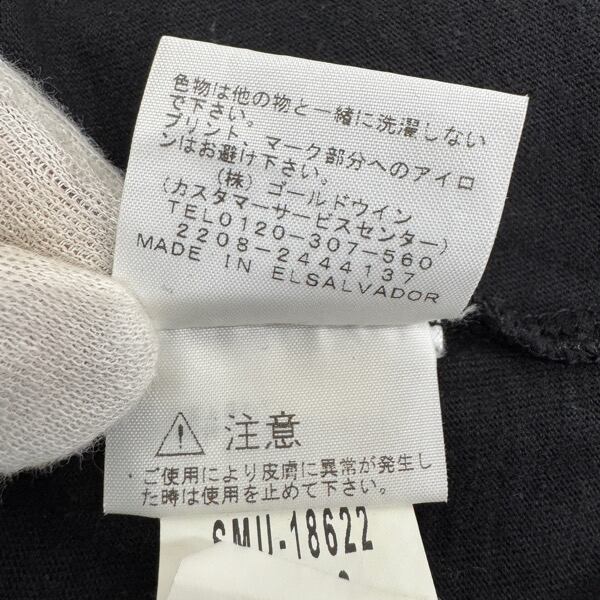 色物は他の物と一緒に洗濯しない
で下さい。
プリント、マーク部分へのアイロ
ンはお避け下さい。
(株)ゴールドウイン
(カスタマーサービスセンター)
TEL0120-307-560
2208-2444137
MADE IN ELSALVADOR
注意
ご使用により皮膚に異常が発生し
た時は使用を止めて下さい。
SMU-18622